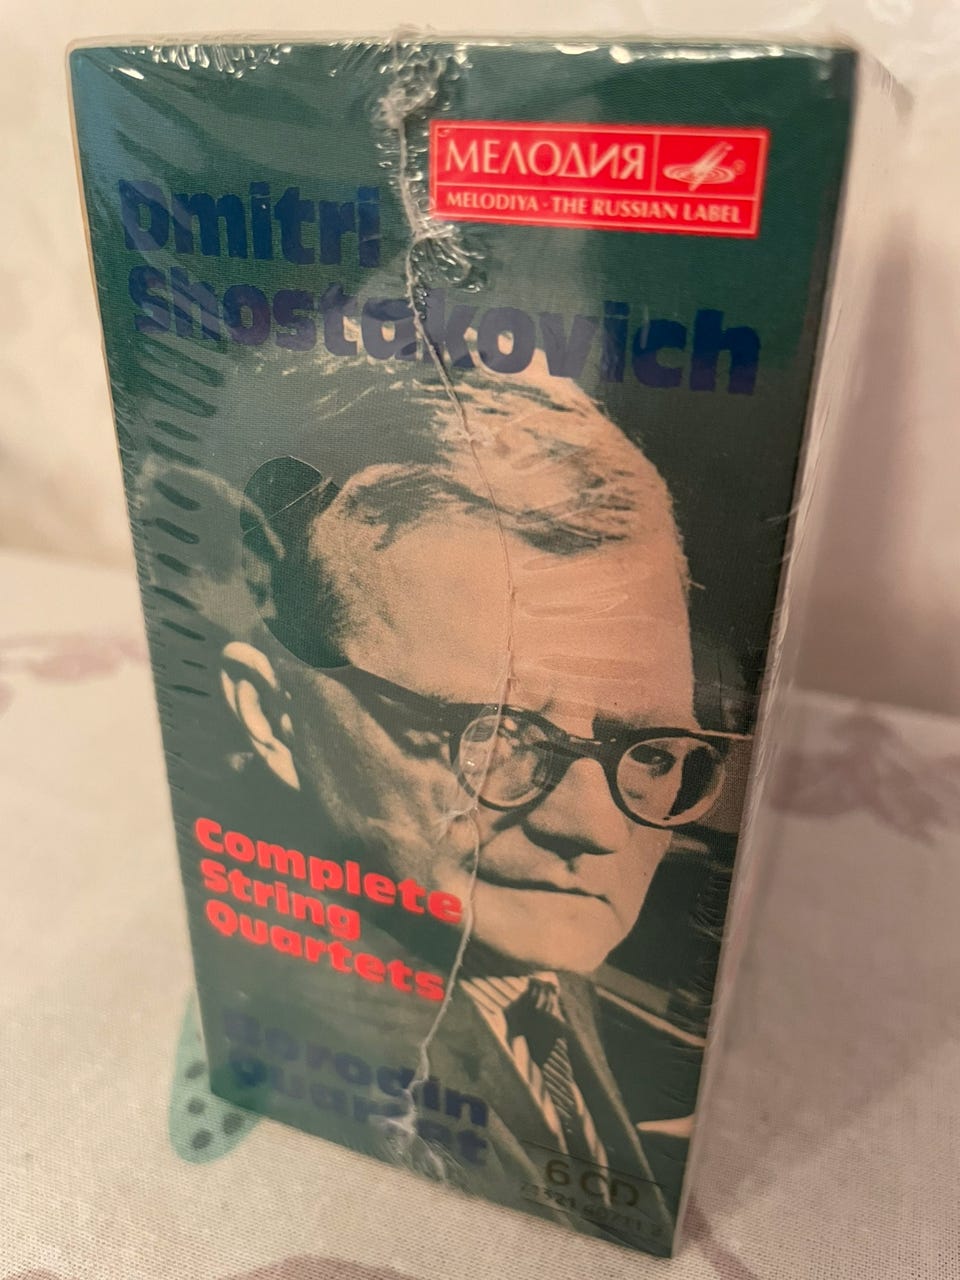 МЕЛОДИЯ
MELODIYA · THE RUSSIAN LABEL
Dmitri
Shostakovich
Complete
String
Quartets
Borodin
Quartet
6 CD